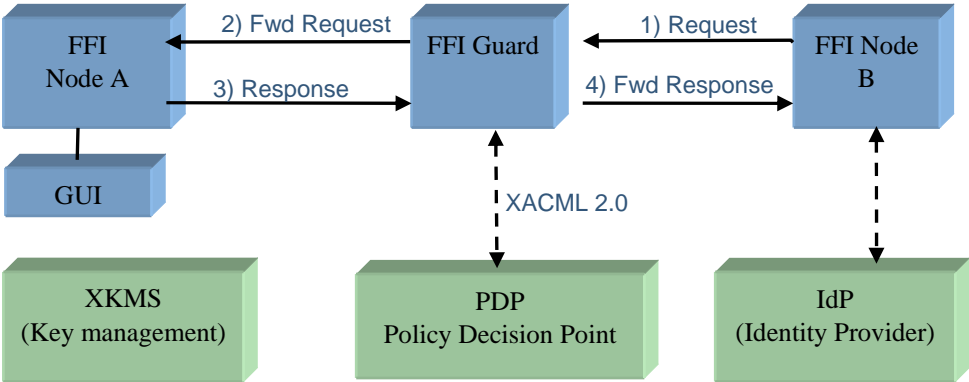 FFI
Node A
2) Fwd Request
3) Response
FFI Guard
1) Request
4) Fwd Response
FFI Node
B
GUI
XACML 2.0
XKMS
(Key management)
PDP
Policy Decision Point
IdP
(Identity Provider)